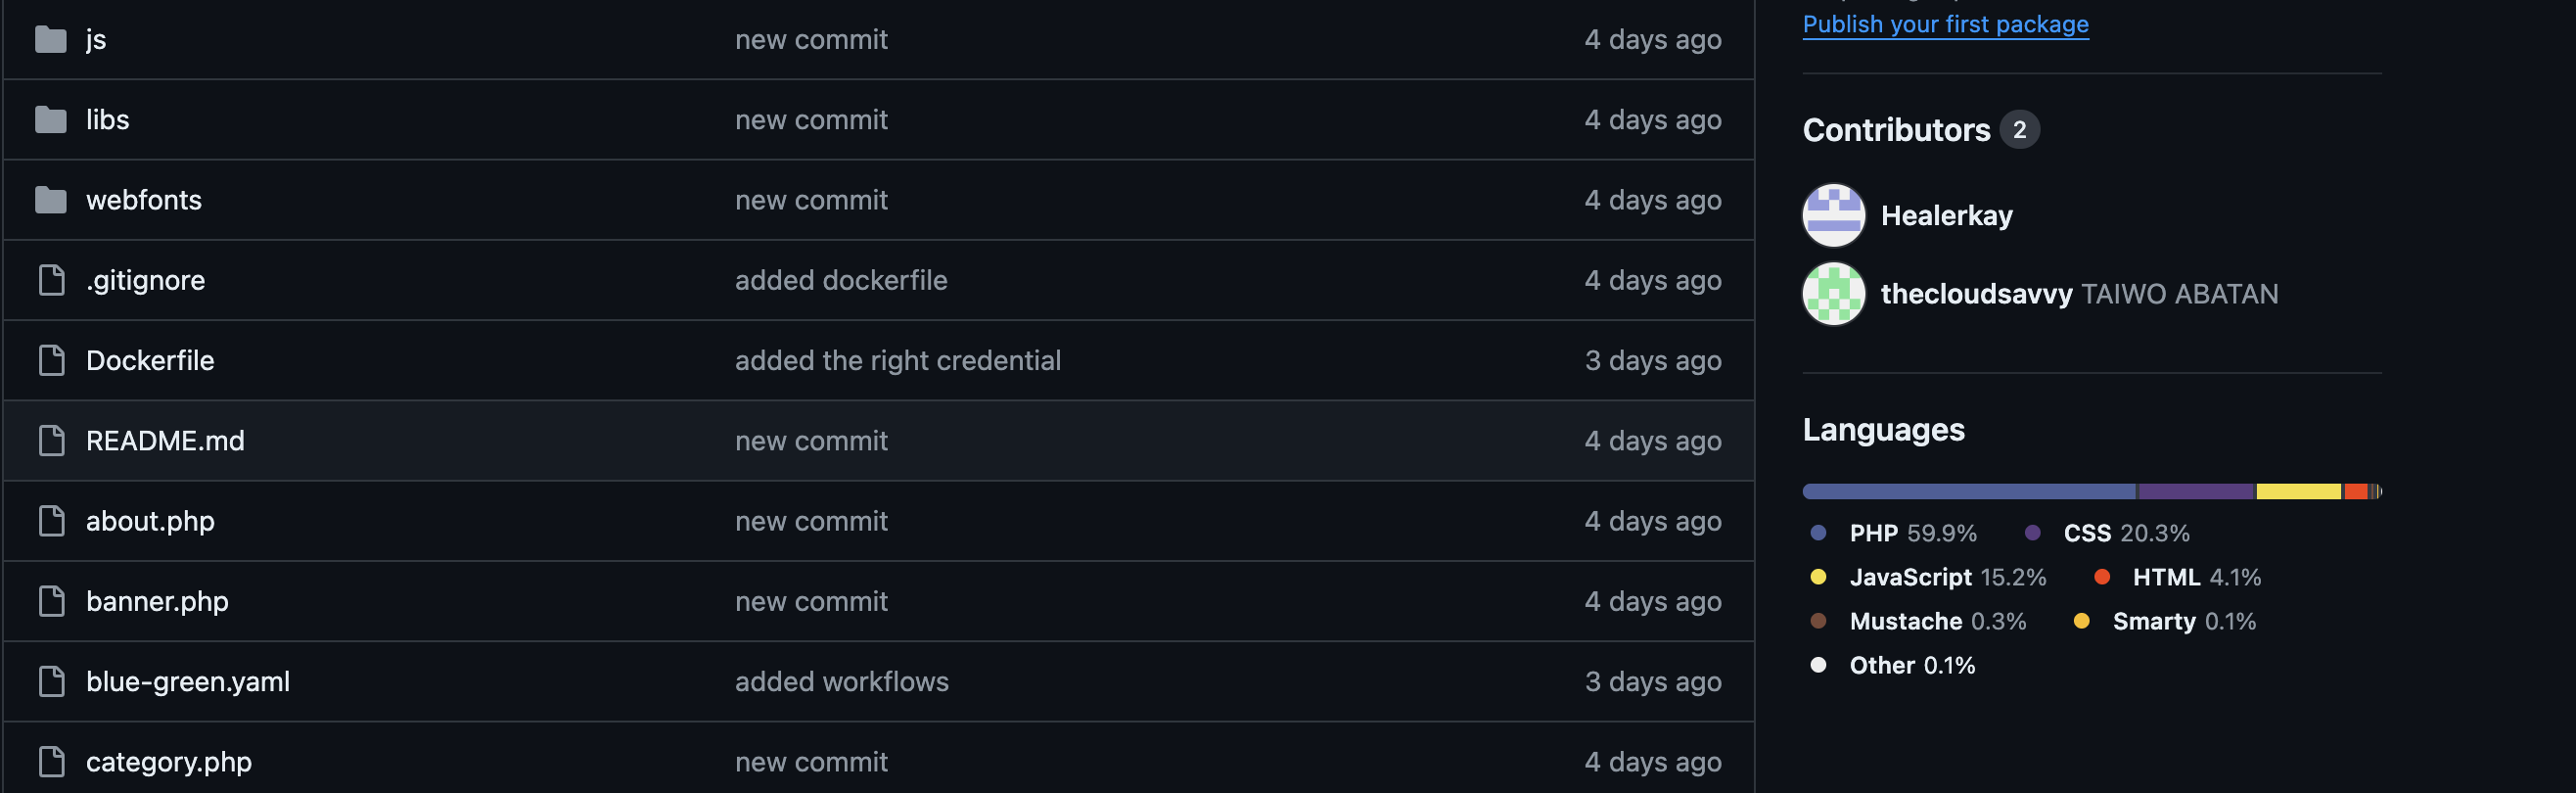 js new commit 4 days ago
libs new commit 4 days ago
webfonts new commit 4 days ago
.gitignore added dockerfile 4 days ago
Dockerfile added the right credential 3 days ago
README.md new commit 4 days ago
about.php new commit 4 days ago
banner.php new commit 4 days ago
blue-green.yaml added workflows 3 days ago
category.php new commit 4 days ago
Publish your first package
Contributors 2
Healerkay
thecloudsavvy TAIWO ABATAN
Languages
PHP 59.9% CSS 20.3%
JavaScript 15.2% HTML 4.1%
Mustache 0.3% Smarty 0.1%
Other 0.1%